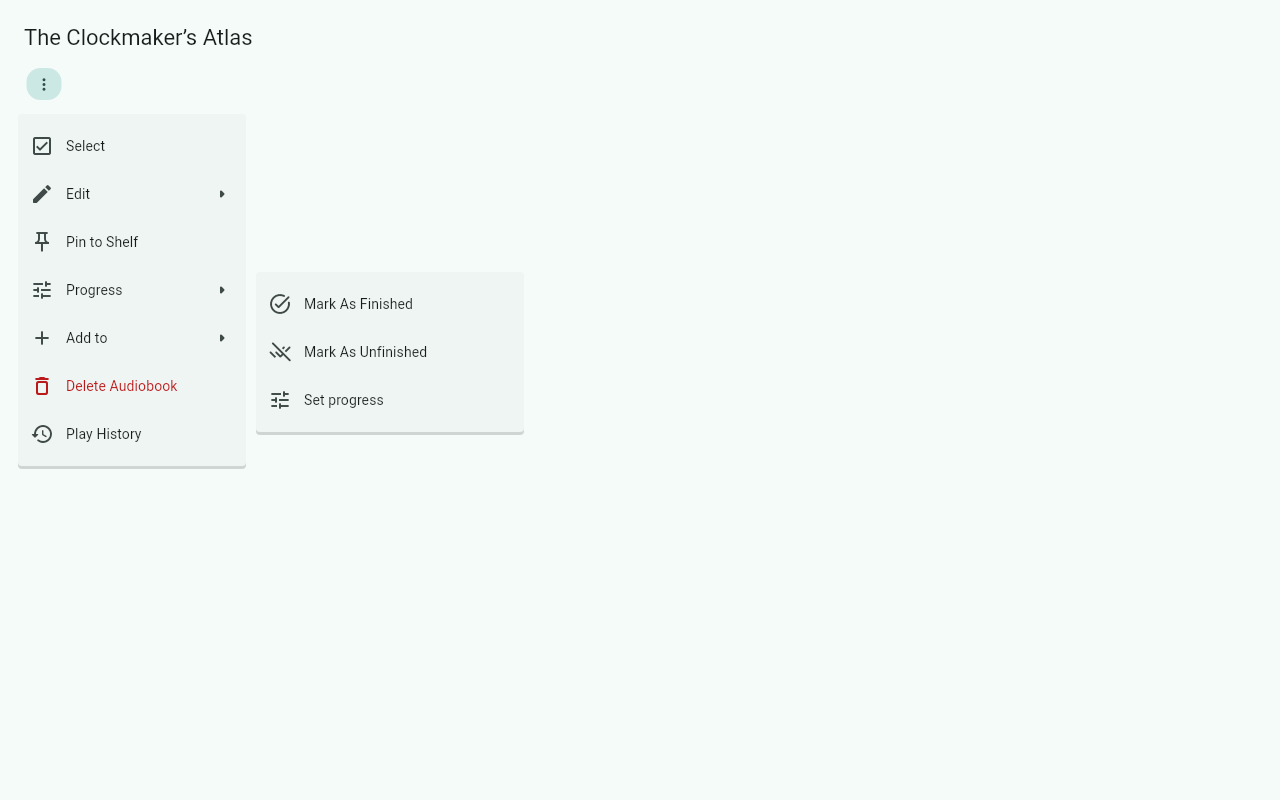 The Clockmaker’s Atlas
Select
Edit
Pin to Shelf
Progress
Add to
Delete Audiobook
Play History
Mark As Finished
Mark As Unfinished
Set progress